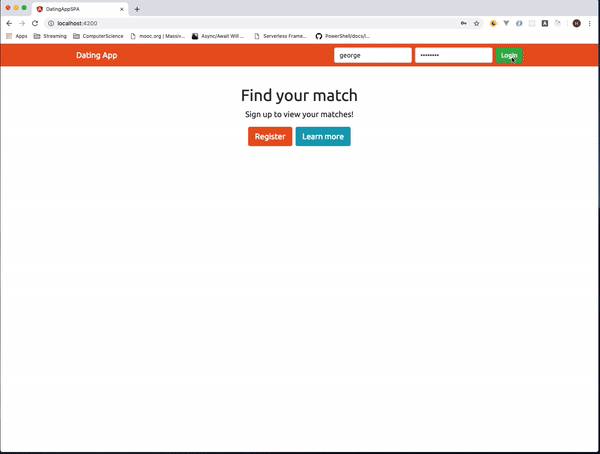 DatingAppSPA
localhost:4200
Apps Streaming ComputerScience mooc.org | Massiv... Async/Await Will ... Serverless Frame... PowerShell/docs/l...
Dating App george •••••••• Login
Find your match
Sign up to view your matches!
Register Learn more